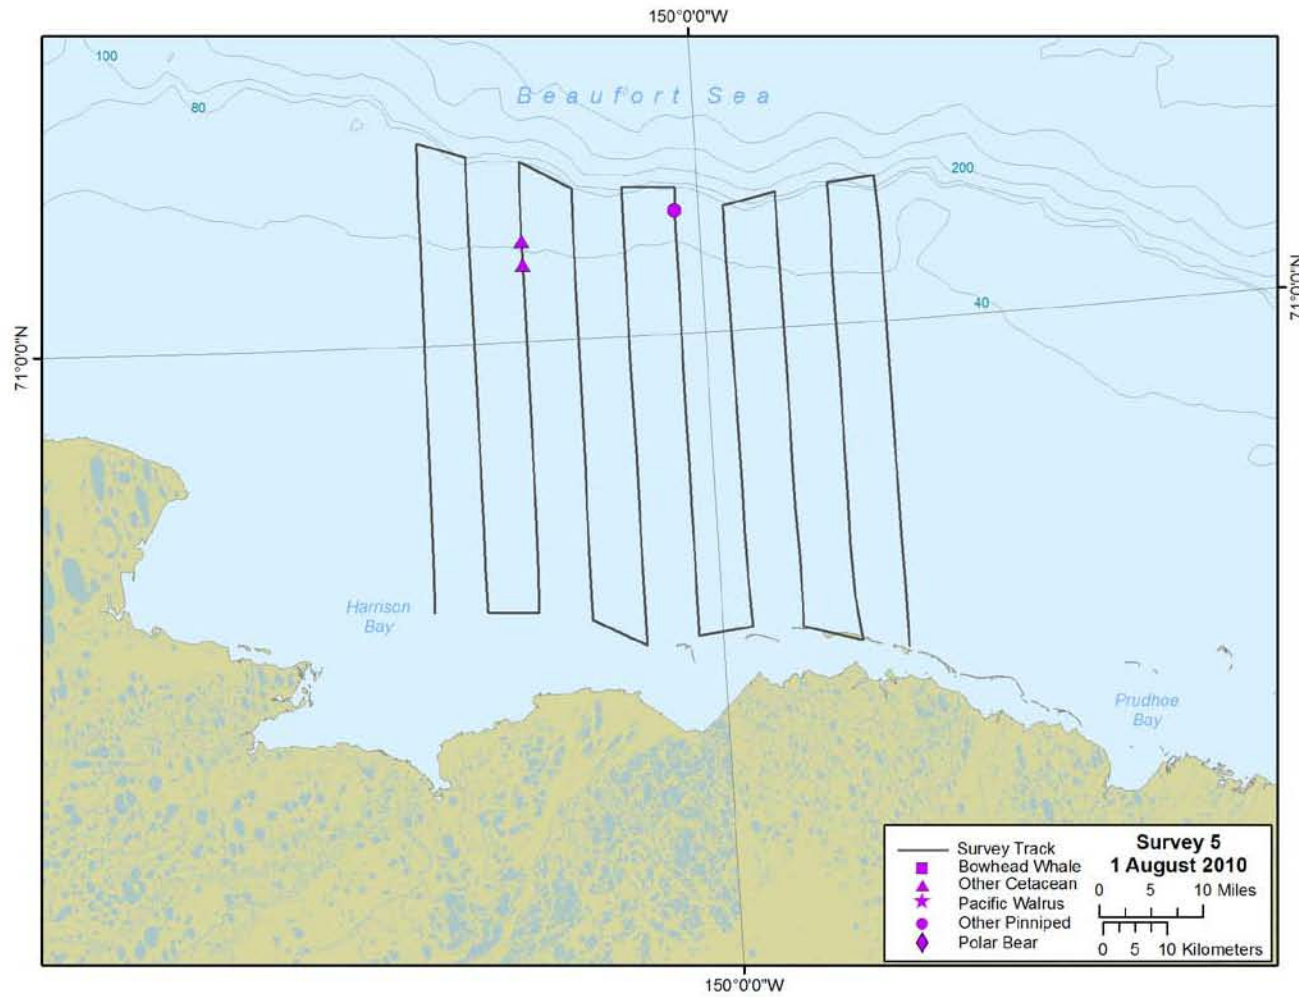 150°0'0"W
100
Beaufort Sea
80
200
71°0'0"N
40
71°0'0"N
Harrison
Bay
Prudhoe
Bay
Survey Track
Bowhead Whale
Other Cetacean
Pacific Walrus
Other Pinniped
Polar Bear
Survey 5
1 August 2010
0 5 10 Miles
0 5 10 Kilometers
150°0'0"W